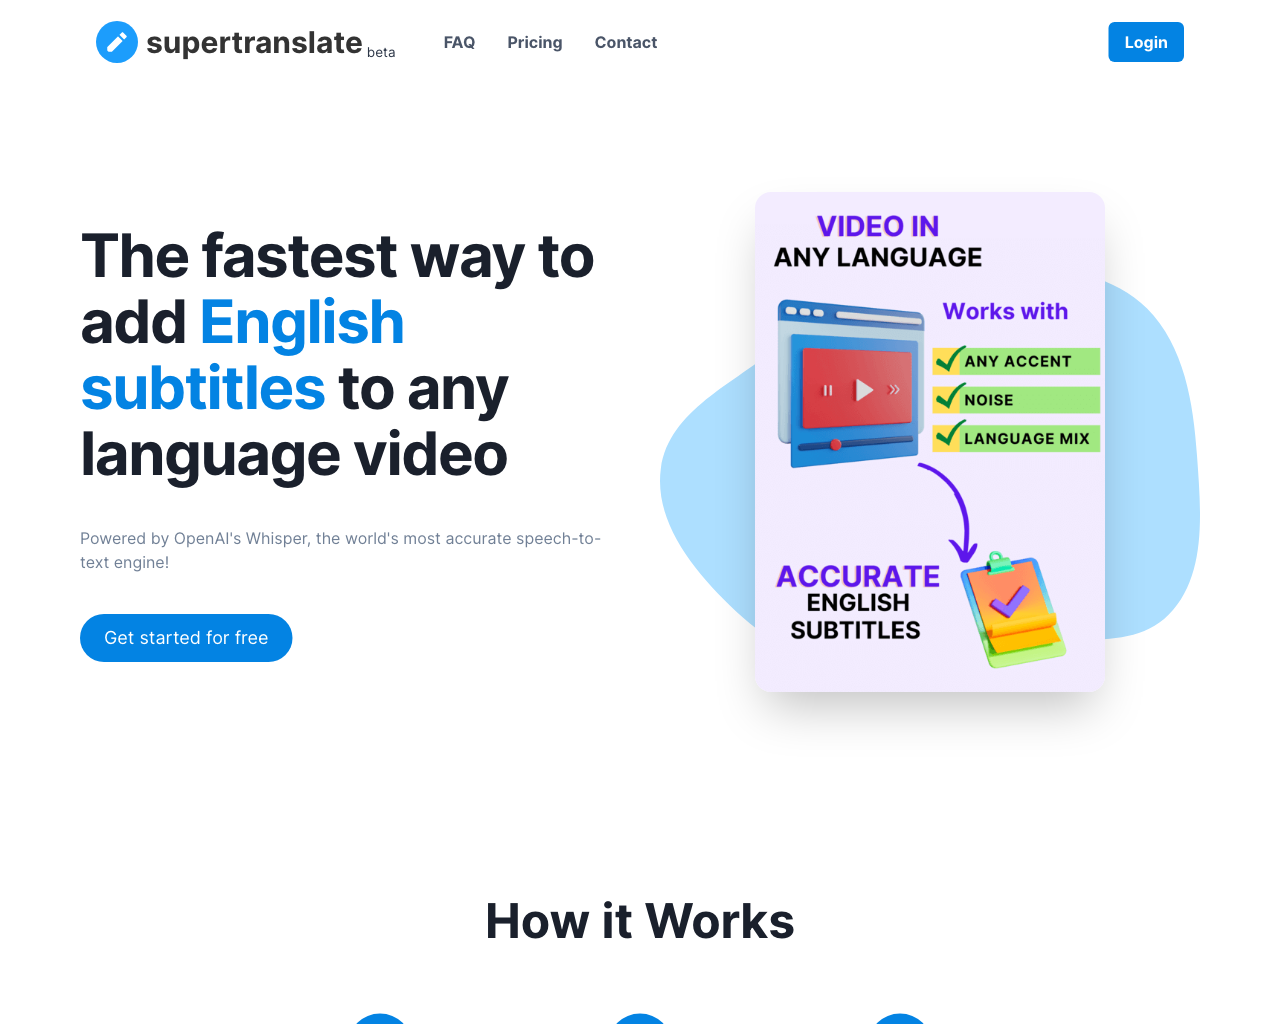 supertranslate beta
FAQ
Pricing
Contact
Login
The fastest way to
add English
subtitles to any
language video
Powered by OpenAI's Whisper, the world's most accurate speech-to-
text engine!
Get started for free
VIDEO IN
ANY LANGUAGE
Works with
ANY ACCENT
NOISE
LANGUAGE MIX
ACCURATE
ENGLISH
SUBTITLES
How it Works